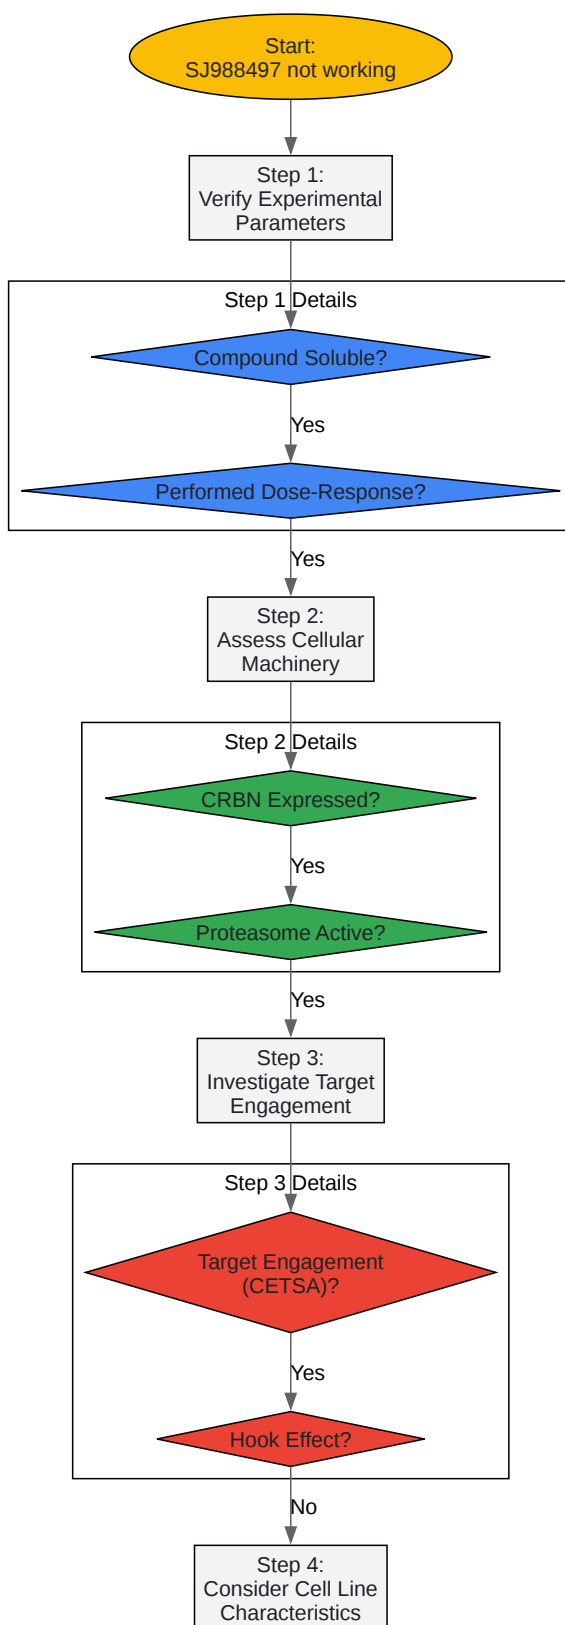 Start:
SJ988497 not working
Step 1:
Verify Experimental
Parameters
Step 1 Details
Compound Soluble?
Yes
Performed Dose-Response?
Yes
Step 2:
Assess Cellular
Machinery
Step 2 Details
CRBN Expressed?
Yes
Proteasome Active?
Yes
Step 3:
Investigate Target
Engagement
Step 3 Details
Target Engagement
(CETSA)?
Yes
Hook Effect?
No
Step 4:
Consider Cell Line
Characteristics